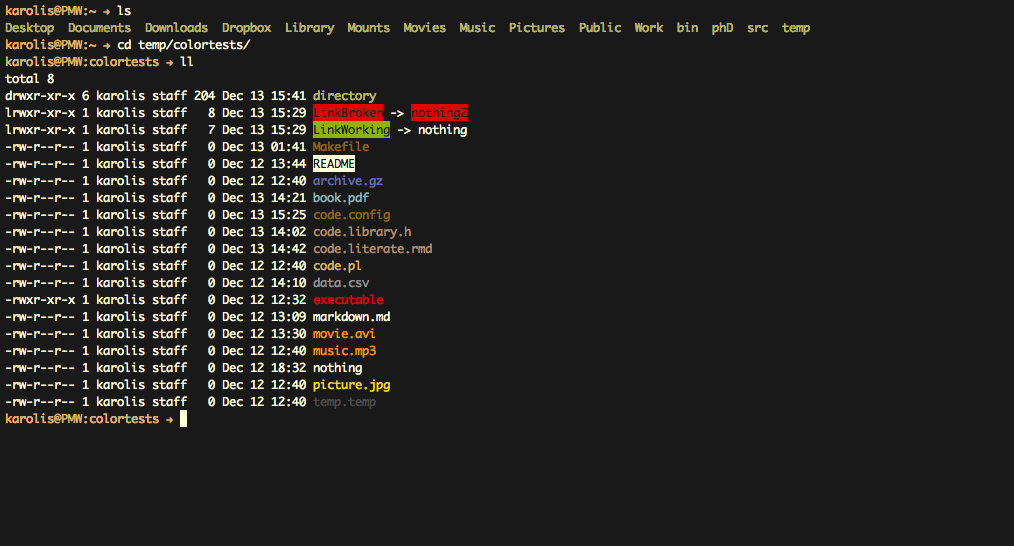 karolis@PMW:~ → ls
Desktop Documents Downloads Dropbox Library Mounts Movies Music Pictures Public Work bin phD src temp
karolis@PMW:~ → cd temp/colortests/
karolis@PMW:colortests → ll
total 8
drwxr-xr-x 6 karolis staff 204 Dec 13 15:41 directory
lrwxr-xr-x 1 karolis staff 8 Dec 13 15:29 LinkBroken -> nothing2
lrwxr-xr-x 1 karolis staff 7 Dec 13 15:29 LinkWorking -> nothing
-rw-r--r-- 1 karolis staff 0 Dec 13 01:41 Makefile
-rw-r--r-- 1 karolis staff 0 Dec 12 13:44 README
-rw-r--r-- 1 karolis staff 0 Dec 12 12:40 archive.gz
-rw-r--r-- 1 karolis staff 0 Dec 13 14:21 book.pdf
-rw-r--r-- 1 karolis staff 0 Dec 13 15:25 code.config
-rw-r--r-- 1 karolis staff 0 Dec 13 14:02 code.library.h
-rw-r--r-- 1 karolis staff 0 Dec 13 14:42 code.literate.rmd
-rw-r--r-- 1 karolis staff 0 Dec 12 12:40 code.pl
-rw-r--r-- 1 karolis staff 0 Dec 12 14:10 data.csv
-rwxr-xr-x 1 karolis staff 0 Dec 12 12:32 executable
-rw-r--r-- 1 karolis staff 0 Dec 12 13:09 markdown.md
-rw-r--r-- 1 karolis staff 0 Dec 12 13:30 movie.avi
-rw-r--r-- 1 karolis staff 0 Dec 12 12:40 music.mp3
-rw-r--r-- 1 karolis staff 0 Dec 12 18:32 nothing
-rw-r--r-- 1 karolis staff 0 Dec 12 12:40 picture.jpg
-rw-r--r-- 1 karolis staff 0 Dec 12 12:40 temp.temp
karolis@PMW:colortests →